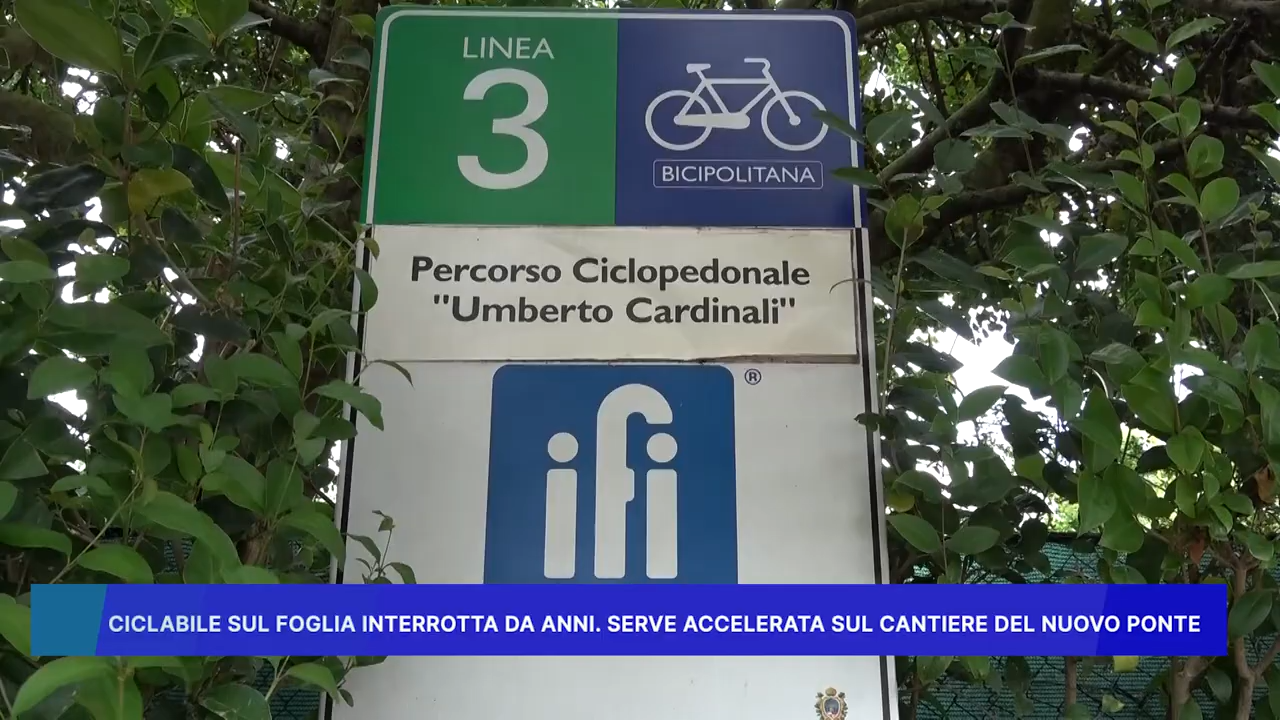 LINEA
3
BICIPOLITANA
Percorso Ciclopedonale
"Umberto Cardinali"
®
ifi
CICLABILE SUL FOGLIA INTERROTTA DA ANNI. SERVE ACCELERATA SUL CANTIERE DEL NUOVO PONTE